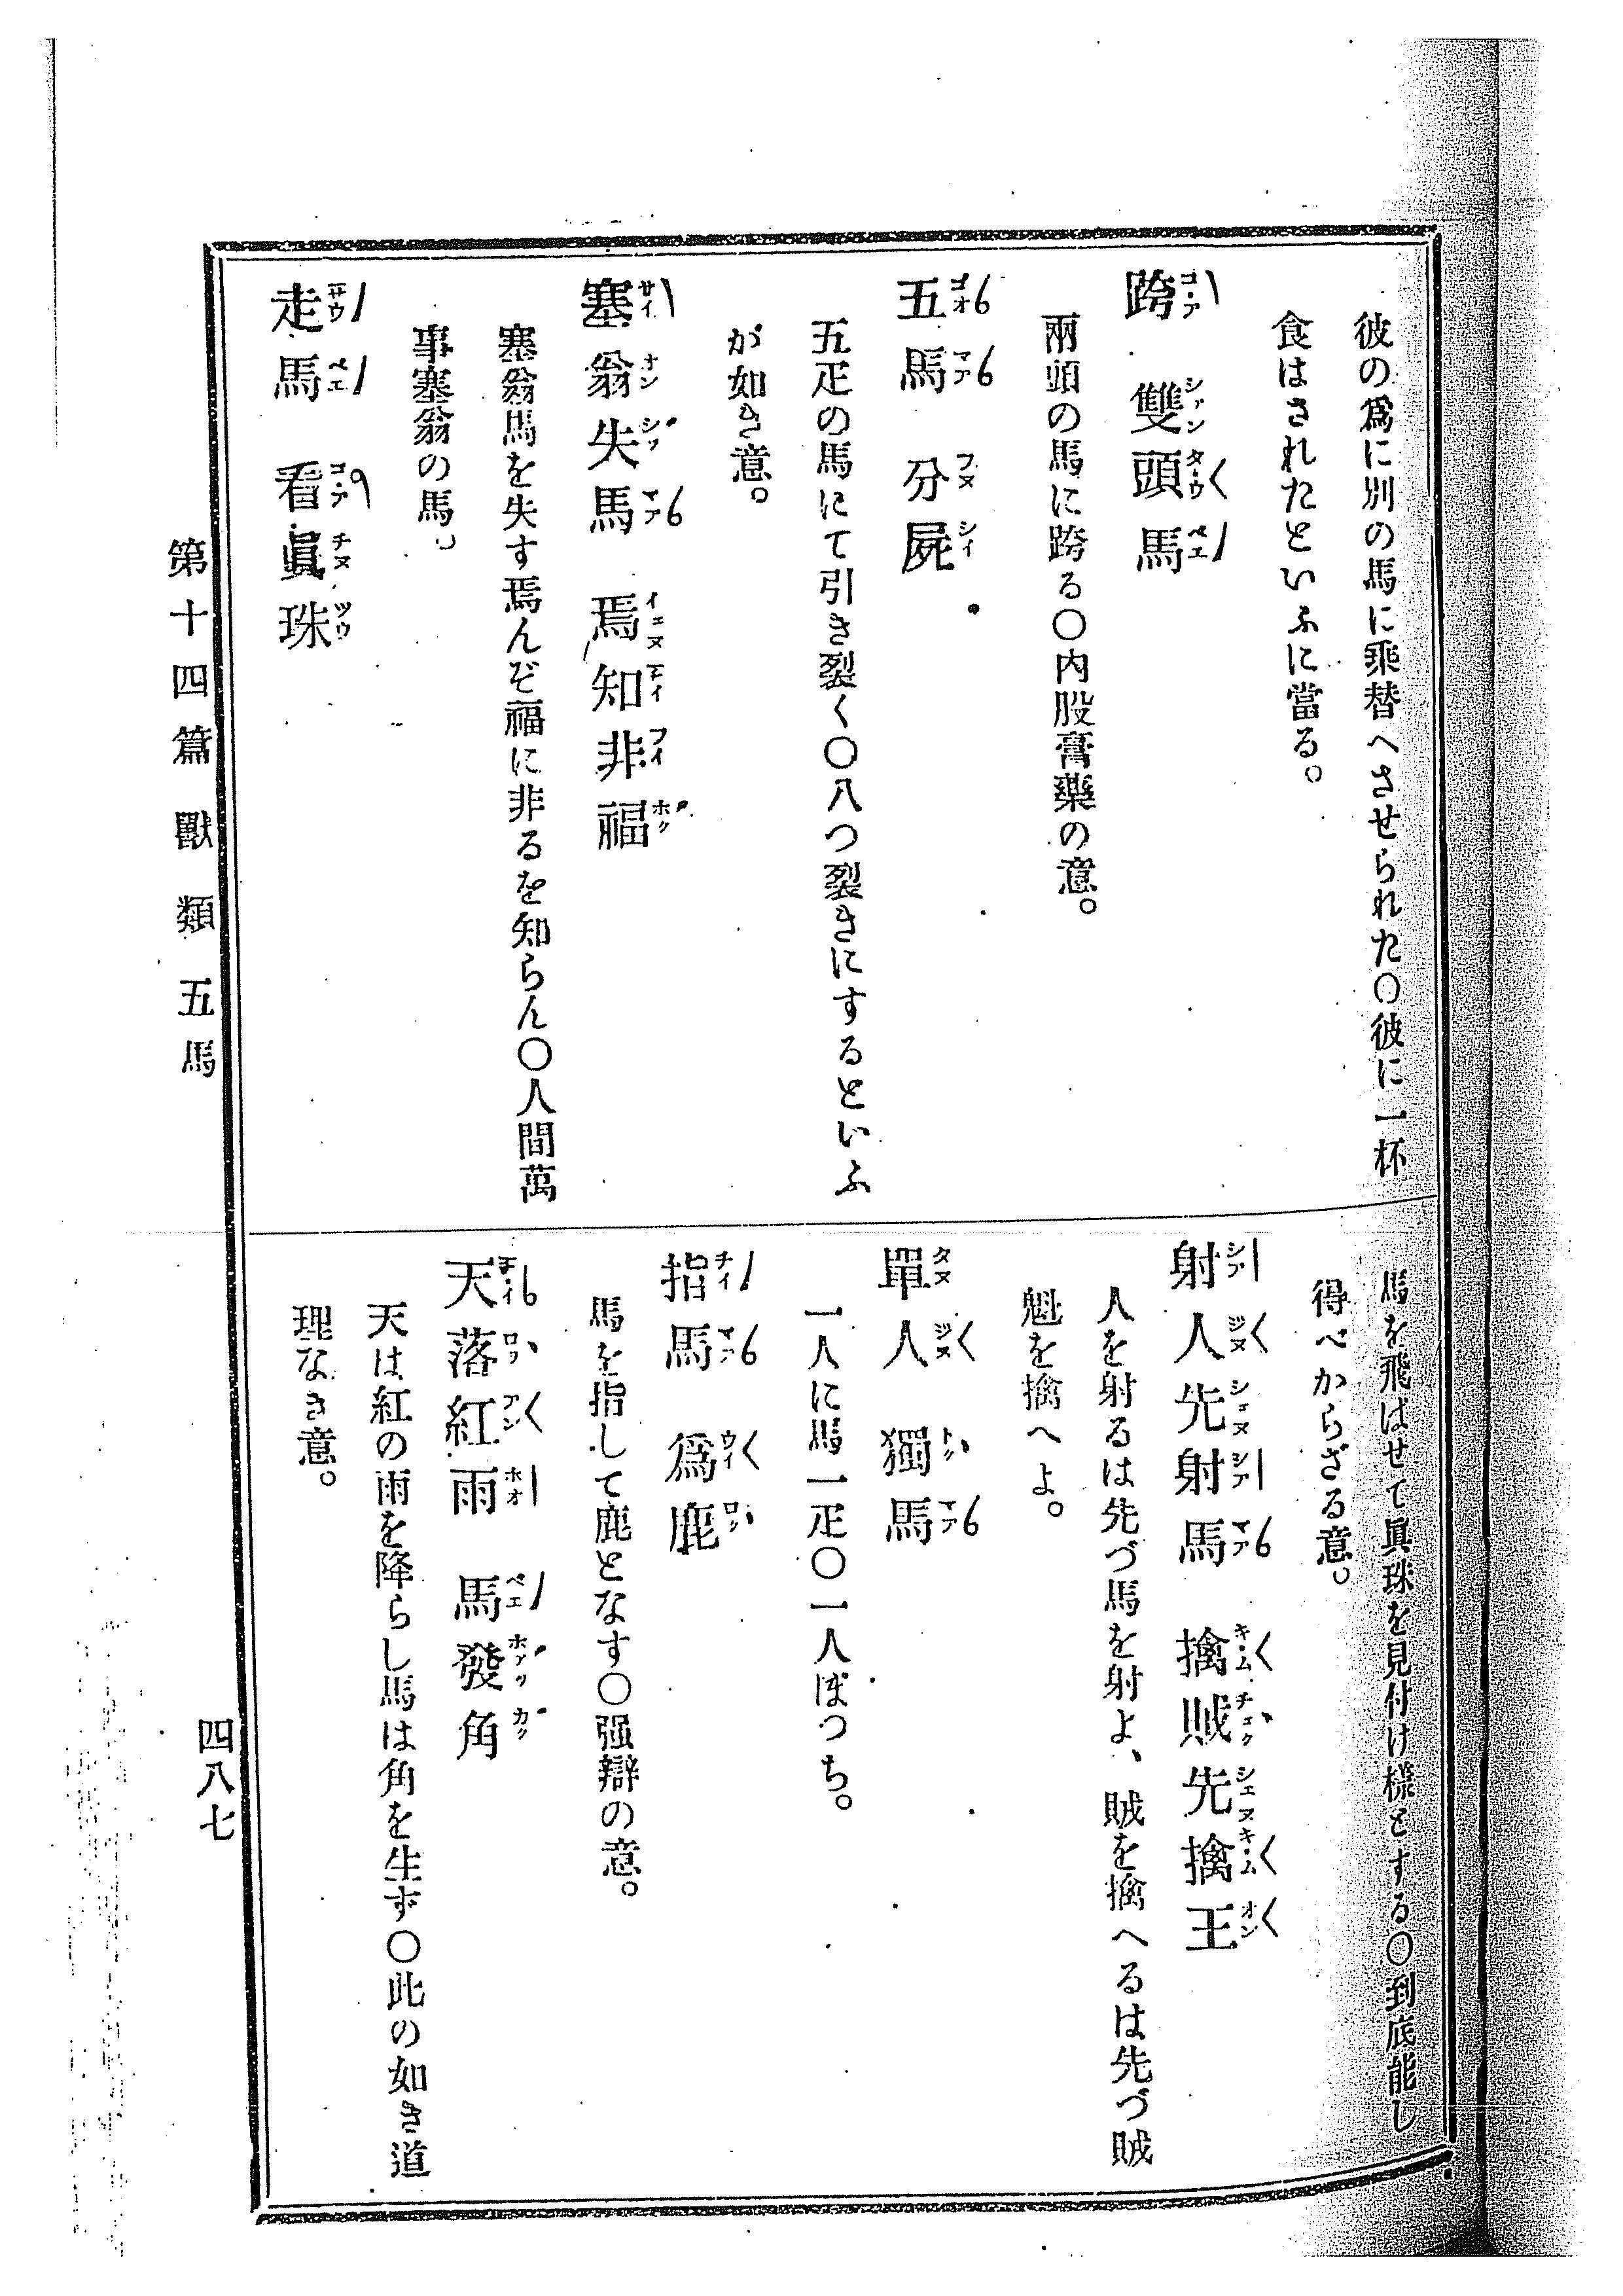 彼の爲に別の馬に乘替へさせられた〇彼に一杯
食はされたといふに當る。
跨 雙頭馬
兩頭の馬に跨る〇內股膏藥の意。
五馬 分屍
五疋の馬にて引き裂く〇八つ裂きにするといふ
が如き意。
塞翁失馬 焉知非福
塞翁馬を失す焉んぞ福に非るを知らん〇人間萬
事塞翁の馬。
走馬 看眞珠
馬を飛ばせて眞珠を見付け樣とする〇到底能し
得べからざる意。
射人先射馬 擒賊先擒王
人を射るは先づ馬を射よ、賊を擒へるは先づ賊
魁を擒へよ。
單人 獨馬
一人に馬一疋〇一人ぼつち。
指馬 爲鹿
馬を指して鹿となす〇强辯の意。
天落紅雨 馬發角
天は紅の雨を降らし馬は角を生ず〇此の如き道
理なき意。
第十四篇 獸類 五馬
四八七